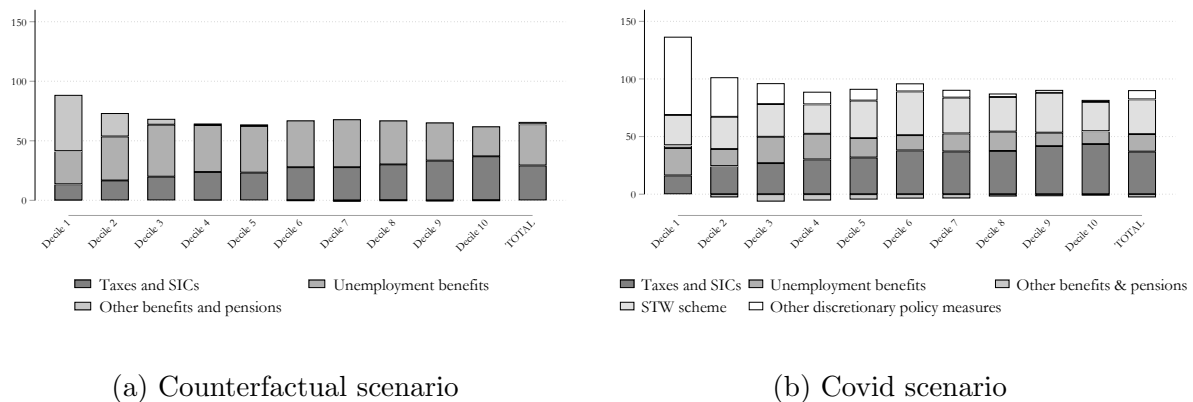 150
100
50
0
Decile 1
Decile 2
Decile 3
Decile 4
Decile 5
Decile 6
Decile 7
Decile 8
Decile 9
Decile 10
TOTAL
Taxes and SICs
Unemployment benefits
Other benefits and pensions
(a) Counterfactual scenario
150
100
50
0
Decile 1
Decile 2
Decile 3
Decile 4
Decile 5
Decile 6
Decile 7
Decile 8
Decile 9
Decile 10
TOTAL
Taxes and SICs
Unemployment benefits
Other benefits & pensions
STW scheme
Other discretionary policy measures
(b) Covid scenario